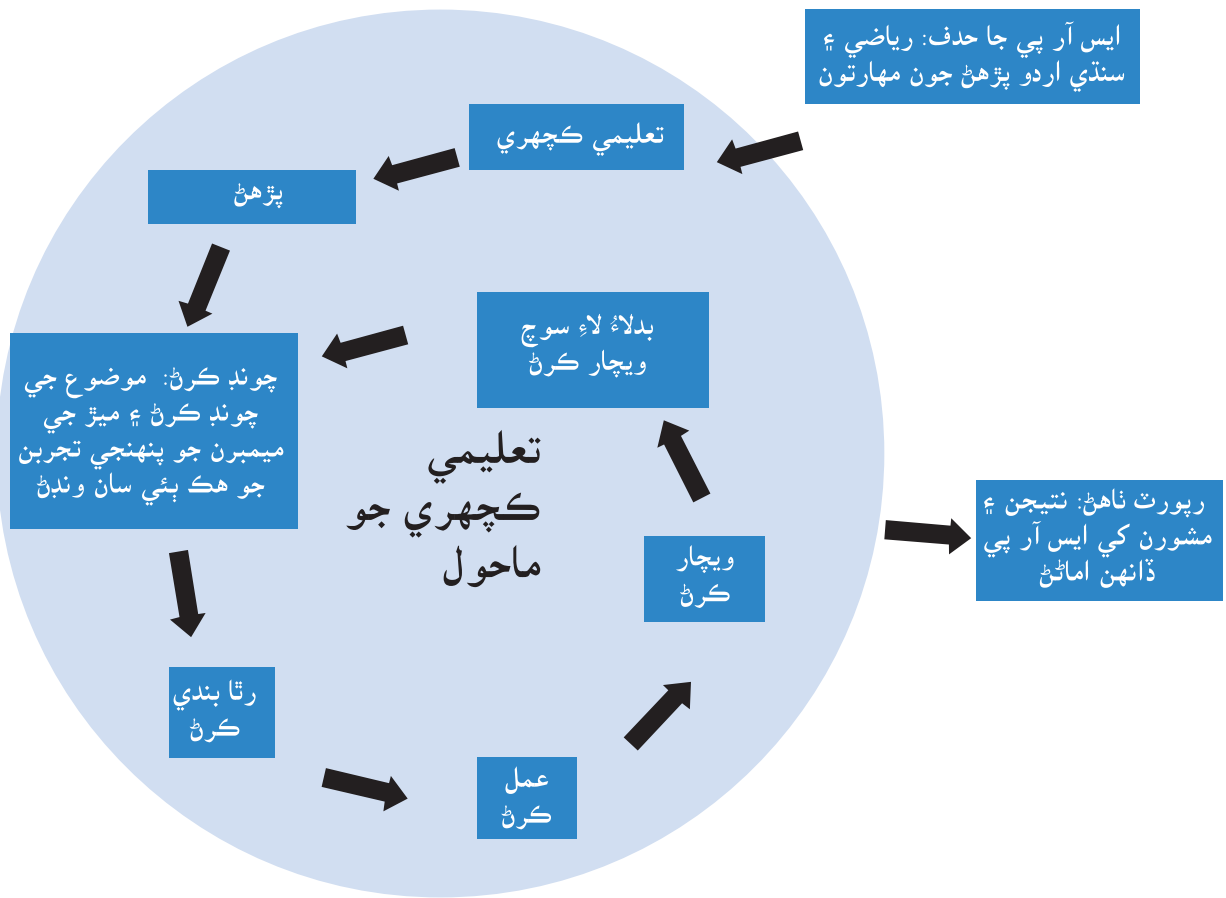 ايس آر پي جا حدف: رياضي ۽
سنڌي اردو پڙهڻ جون مهارتون
تعليمي ڪچهري
پڙهڻ
چونڊ ڪرڻ: موضوع جي
چونڊ ڪرڻ ۽ ميڙ جي
ميمبرن جو پنهنجي تجربن
جو هڪ ٻئي سان ونڊڻ
رٿا بندي
ڪرڻ
عمل
ڪرڻ
ويچار
ڪرڻ
بدلاءُ لاءِ سوچ
ويچار ڪرڻ
تعليمي
ڪچهري جو
ماحول
رپورٽ ٺاهڻ: نتيجن ۽
مشورن کي ايس آر پي
ڏانهن اماڻڻ